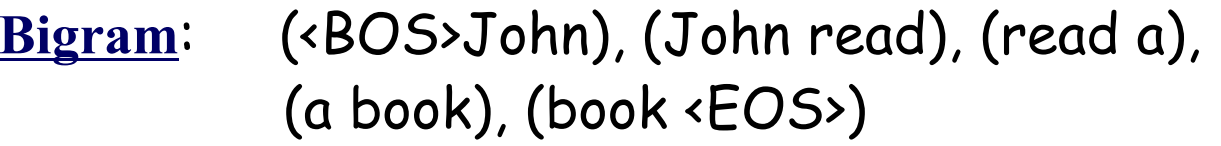 Bigram: (<BOS>John), (John read), (read a),
(a book), (book <EOS>)